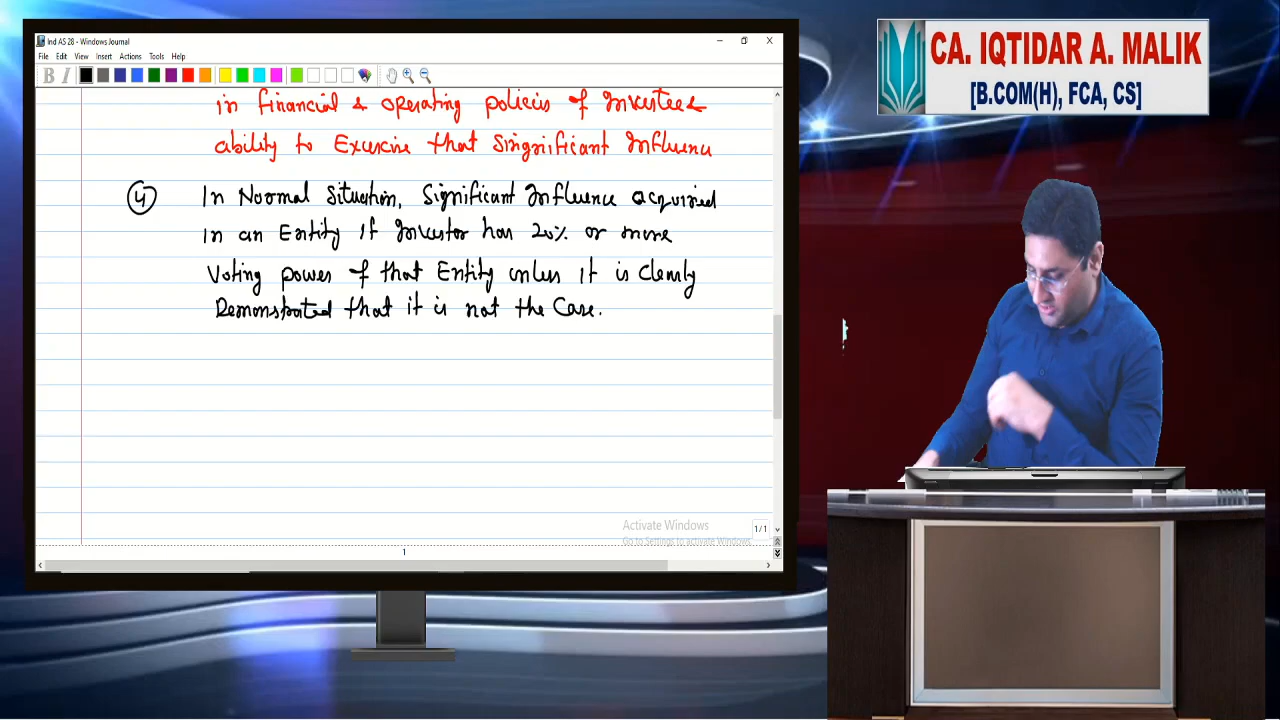 Ind AS 28 - Windows Journal
File Edit View Insert Actions Tools Help
B I
in financial & operating policies of Investee &
ability to Exercise that Singnificant Influence
4 In Normal Situation, Significant Influence acquired
in an Entity if Investor has 20% or more
Voting power of that Entity unless it is Clearly
Demonstrated that it is not the Case.
Activate Windows
Go to Settings to activate Windows.
1/1
1
CA. IQTIDAR A. MALIK
[B.COM(H), FCA, CS]